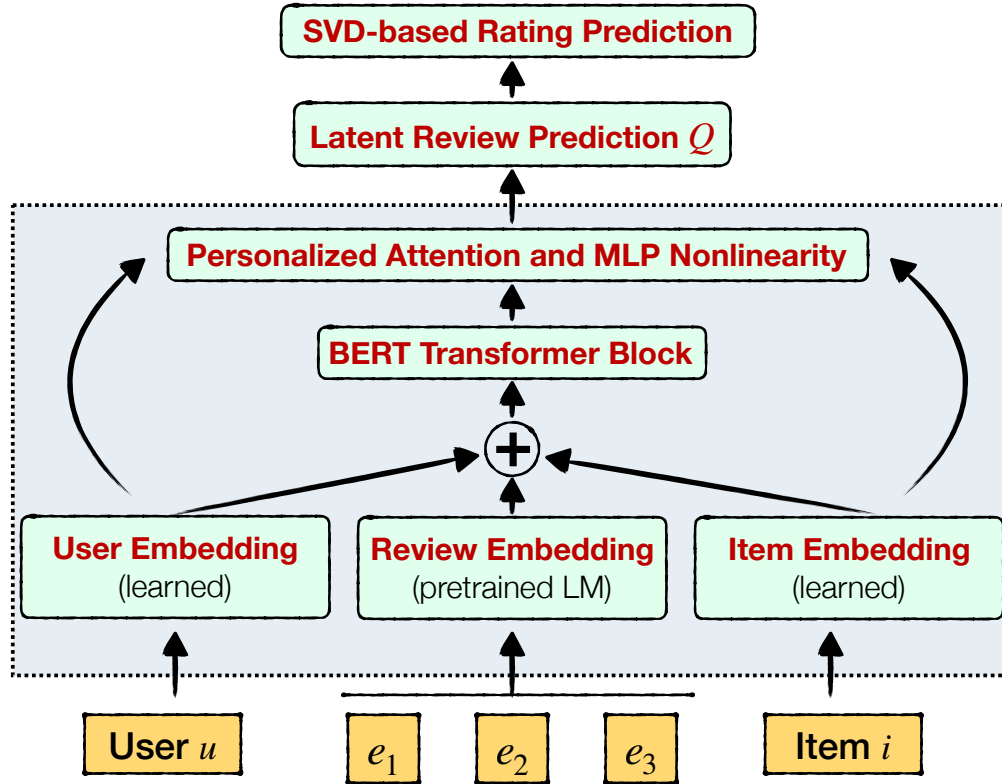 SVD-based Rating Prediction
Latent Review Prediction Q
Personalized Attention and MLP Nonlinearity
BERT Transformer Block
+
User Embedding
(learned)
Review Embedding
(pretrained LM)
Item Embedding
(learned)
User u
e₁
e₂
e₃
Item i